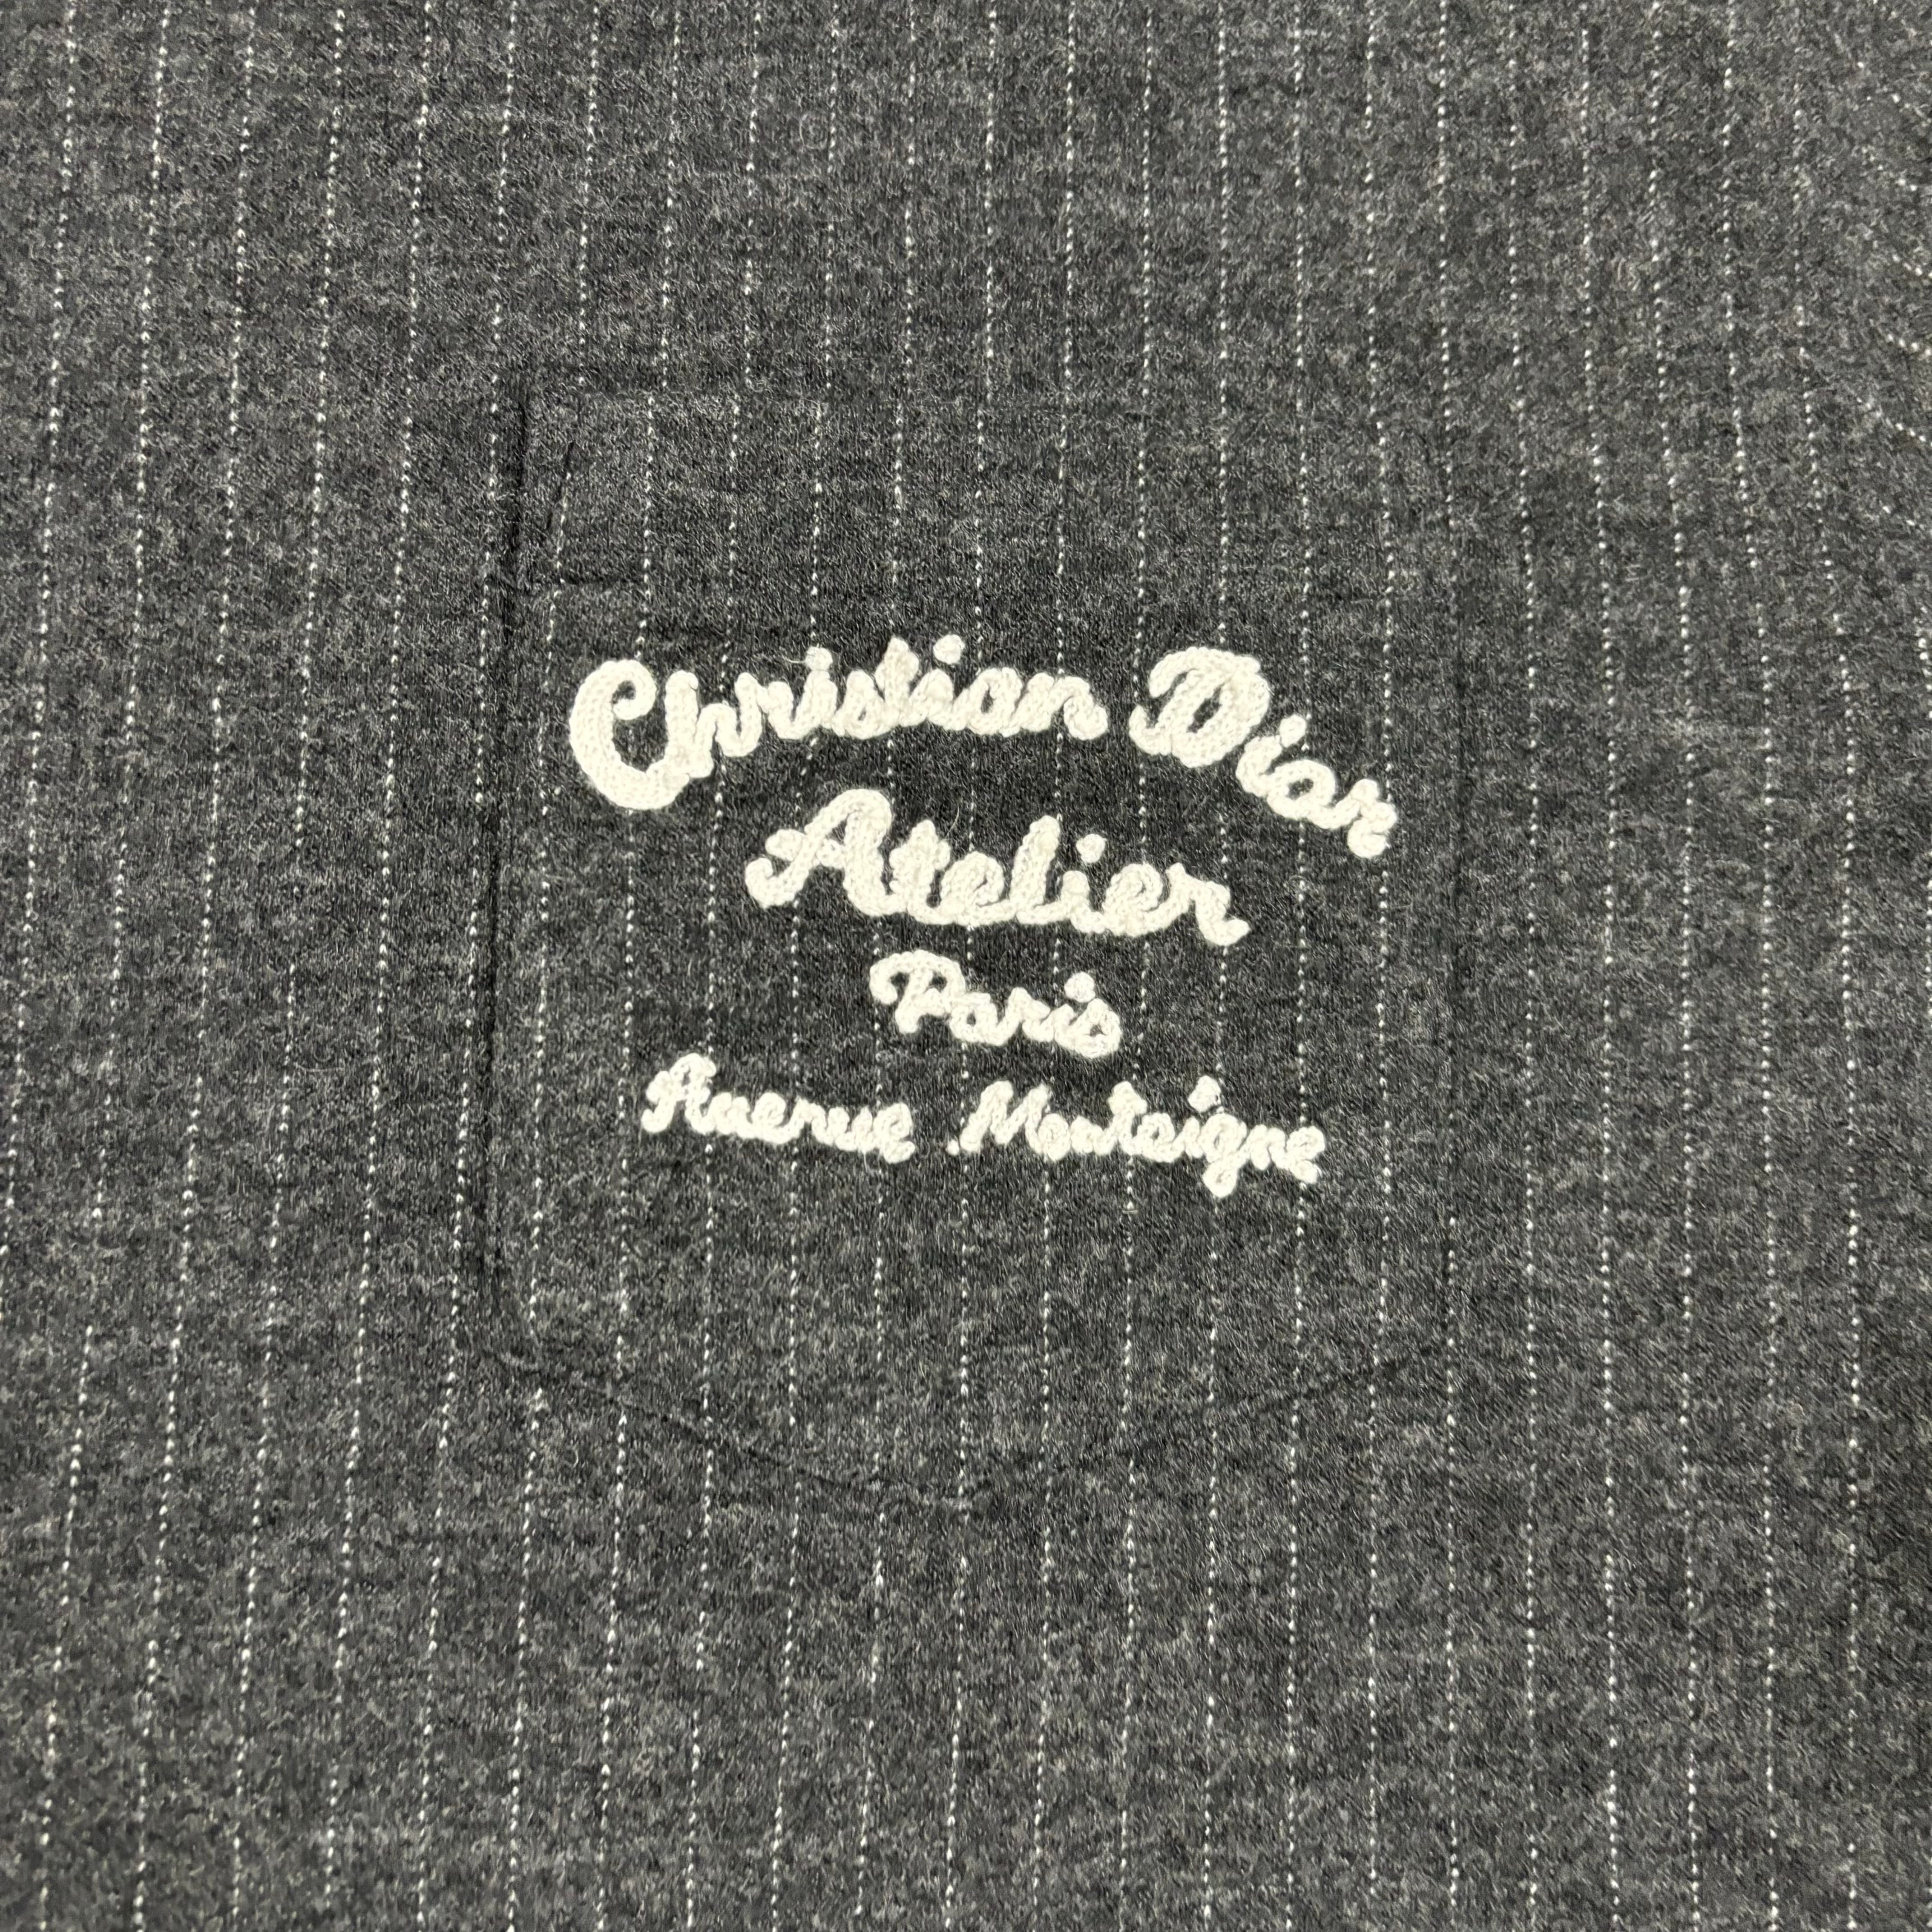 Christian Dior
Atelier
Paris
Avenue Montaigne